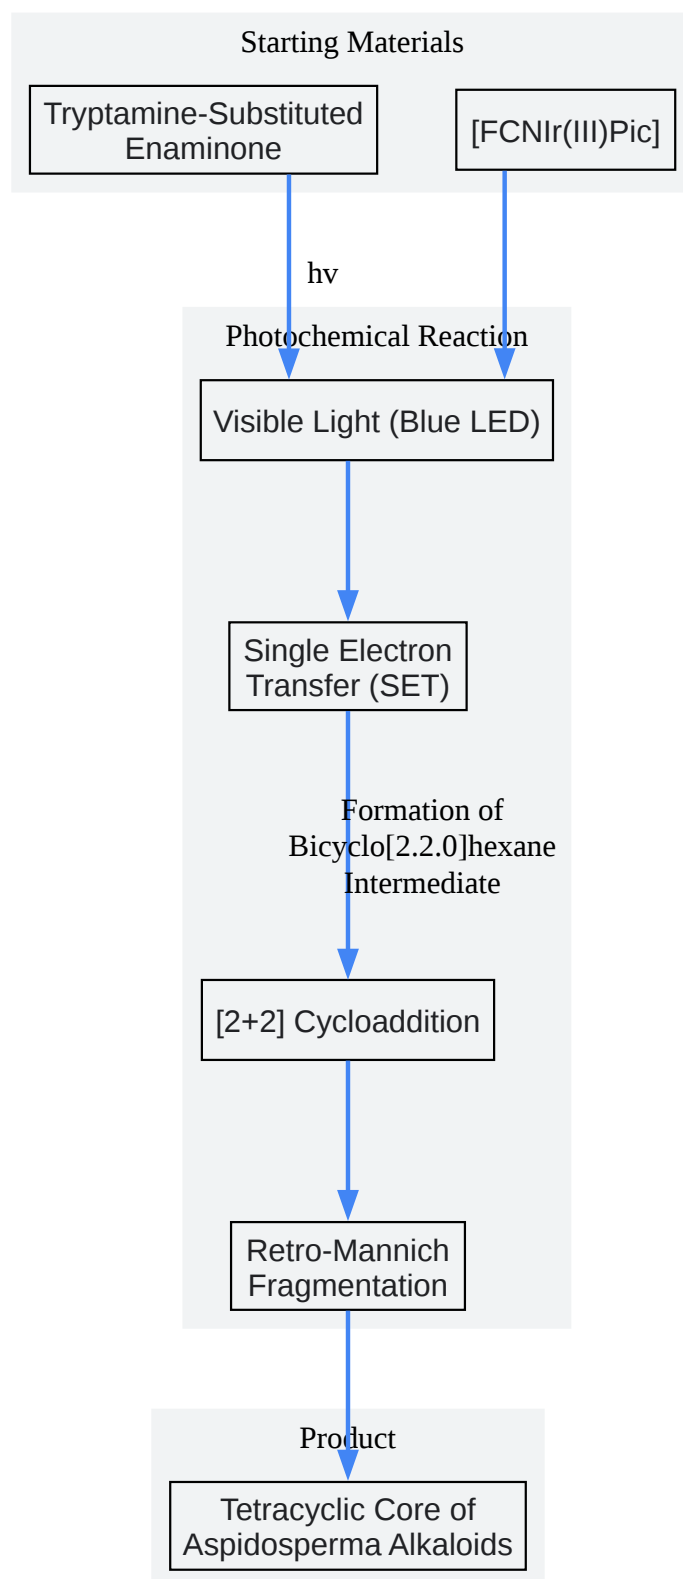 Starting Materials
Tryptamine-Substituted
Enaminone
[FCNIr(III)Pic]
hv
Photochemical Reaction
Visible Light (Blue LED)
Single Electron
Transfer (SET)
Formation of
Bicyclo[2.2.0]hexane
Intermediate
[2+2] Cycloaddition
Retro-Mannich
Fragmentation
Product
Tetracyclic Core of
Aspidosperma Alkaloids